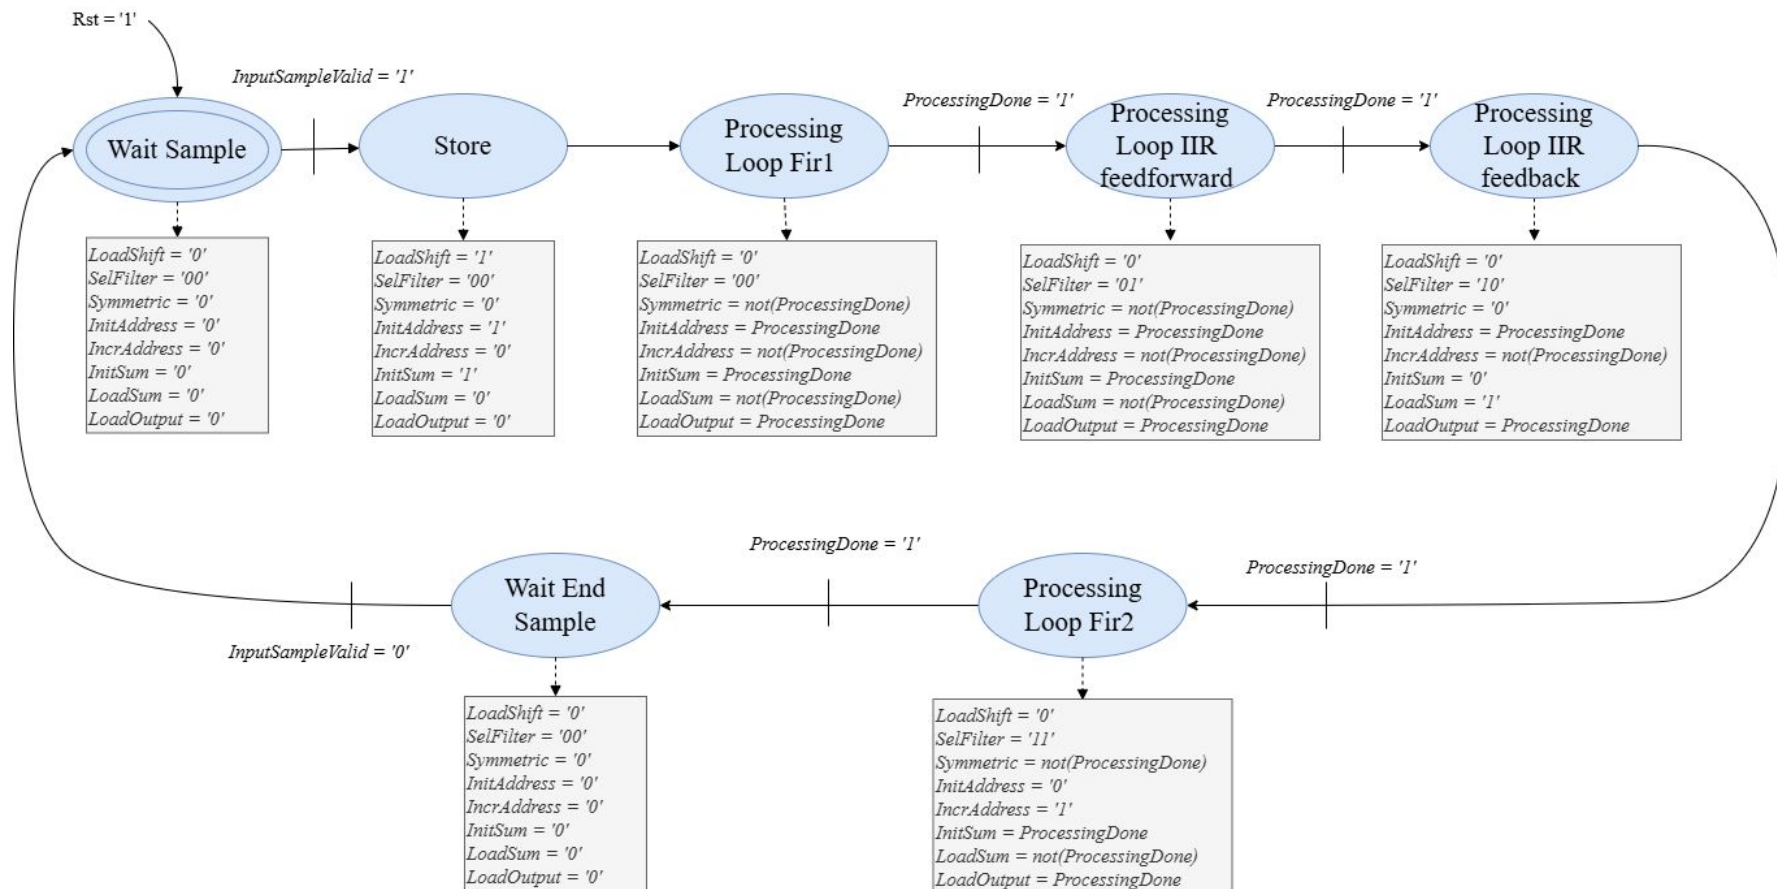 Rst = '1'
InputSampleValid = '1'
Wait Sample
Store
Processing
Loop Fir1
ProcessingDone = '1'
Processing
Loop IIR
feedforward
ProcessingDone = '1'
Processing
Loop IIR
feedback
LoadShift = '0'
SelFilter = '00'
Symmetric = '0'
InitAddress = '0'
IncrAddress = '0'
InitSum = '0'
LoadSum = '0'
LoadOutput = '0'
LoadShift = '1'
SelFilter = '00'
Symmetric = '0'
InitAddress = '1'
IncrAddress = '0'
InitSum = '1'
LoadSum = '0'
LoadOutput = '0'
LoadShift = '0'
SelFilter = '00'
Symmetric = not(ProcessingDone)
InitAddress = ProcessingDone
IncrAddress = not(ProcessingDone)
InitSum = ProcessingDone
LoadSum = not(ProcessingDone)
LoadOutput = ProcessingDone
LoadShift = '0'
SelFilter = '01'
Symmetric = not(ProcessingDone)
InitAddress = ProcessingDone
IncrAddress = not(ProcessingDone)
InitSum = ProcessingDone
LoadSum = not(ProcessingDone)
LoadOutput = ProcessingDone
LoadShift = '0'
SelFilter = '10'
Symmetric = '0'
InitAddress = ProcessingDone
IncrAddress = not(ProcessingDone)
InitSum = '0'
LoadSum = '1'
LoadOutput = ProcessingDone
InputSampleValid = '0'
Wait End
Sample
ProcessingDone = '1'
Processing
Loop Fir2
ProcessingDone = '1'
LoadShift = '0'
SelFilter = '00'
Symmetric = '0'
InitAddress = '0'
IncrAddress = '0'
InitSum = '0'
LoadSum = '0'
LoadOutput = '0'
LoadShift = '0'
SelFilter = '11'
Symmetric = not(ProcessingDone)
InitAddress = '0'
IncrAddress = '1'
InitSum = ProcessingDone
LoadSum = not(ProcessingDone)
LoadOutput = ProcessingDone